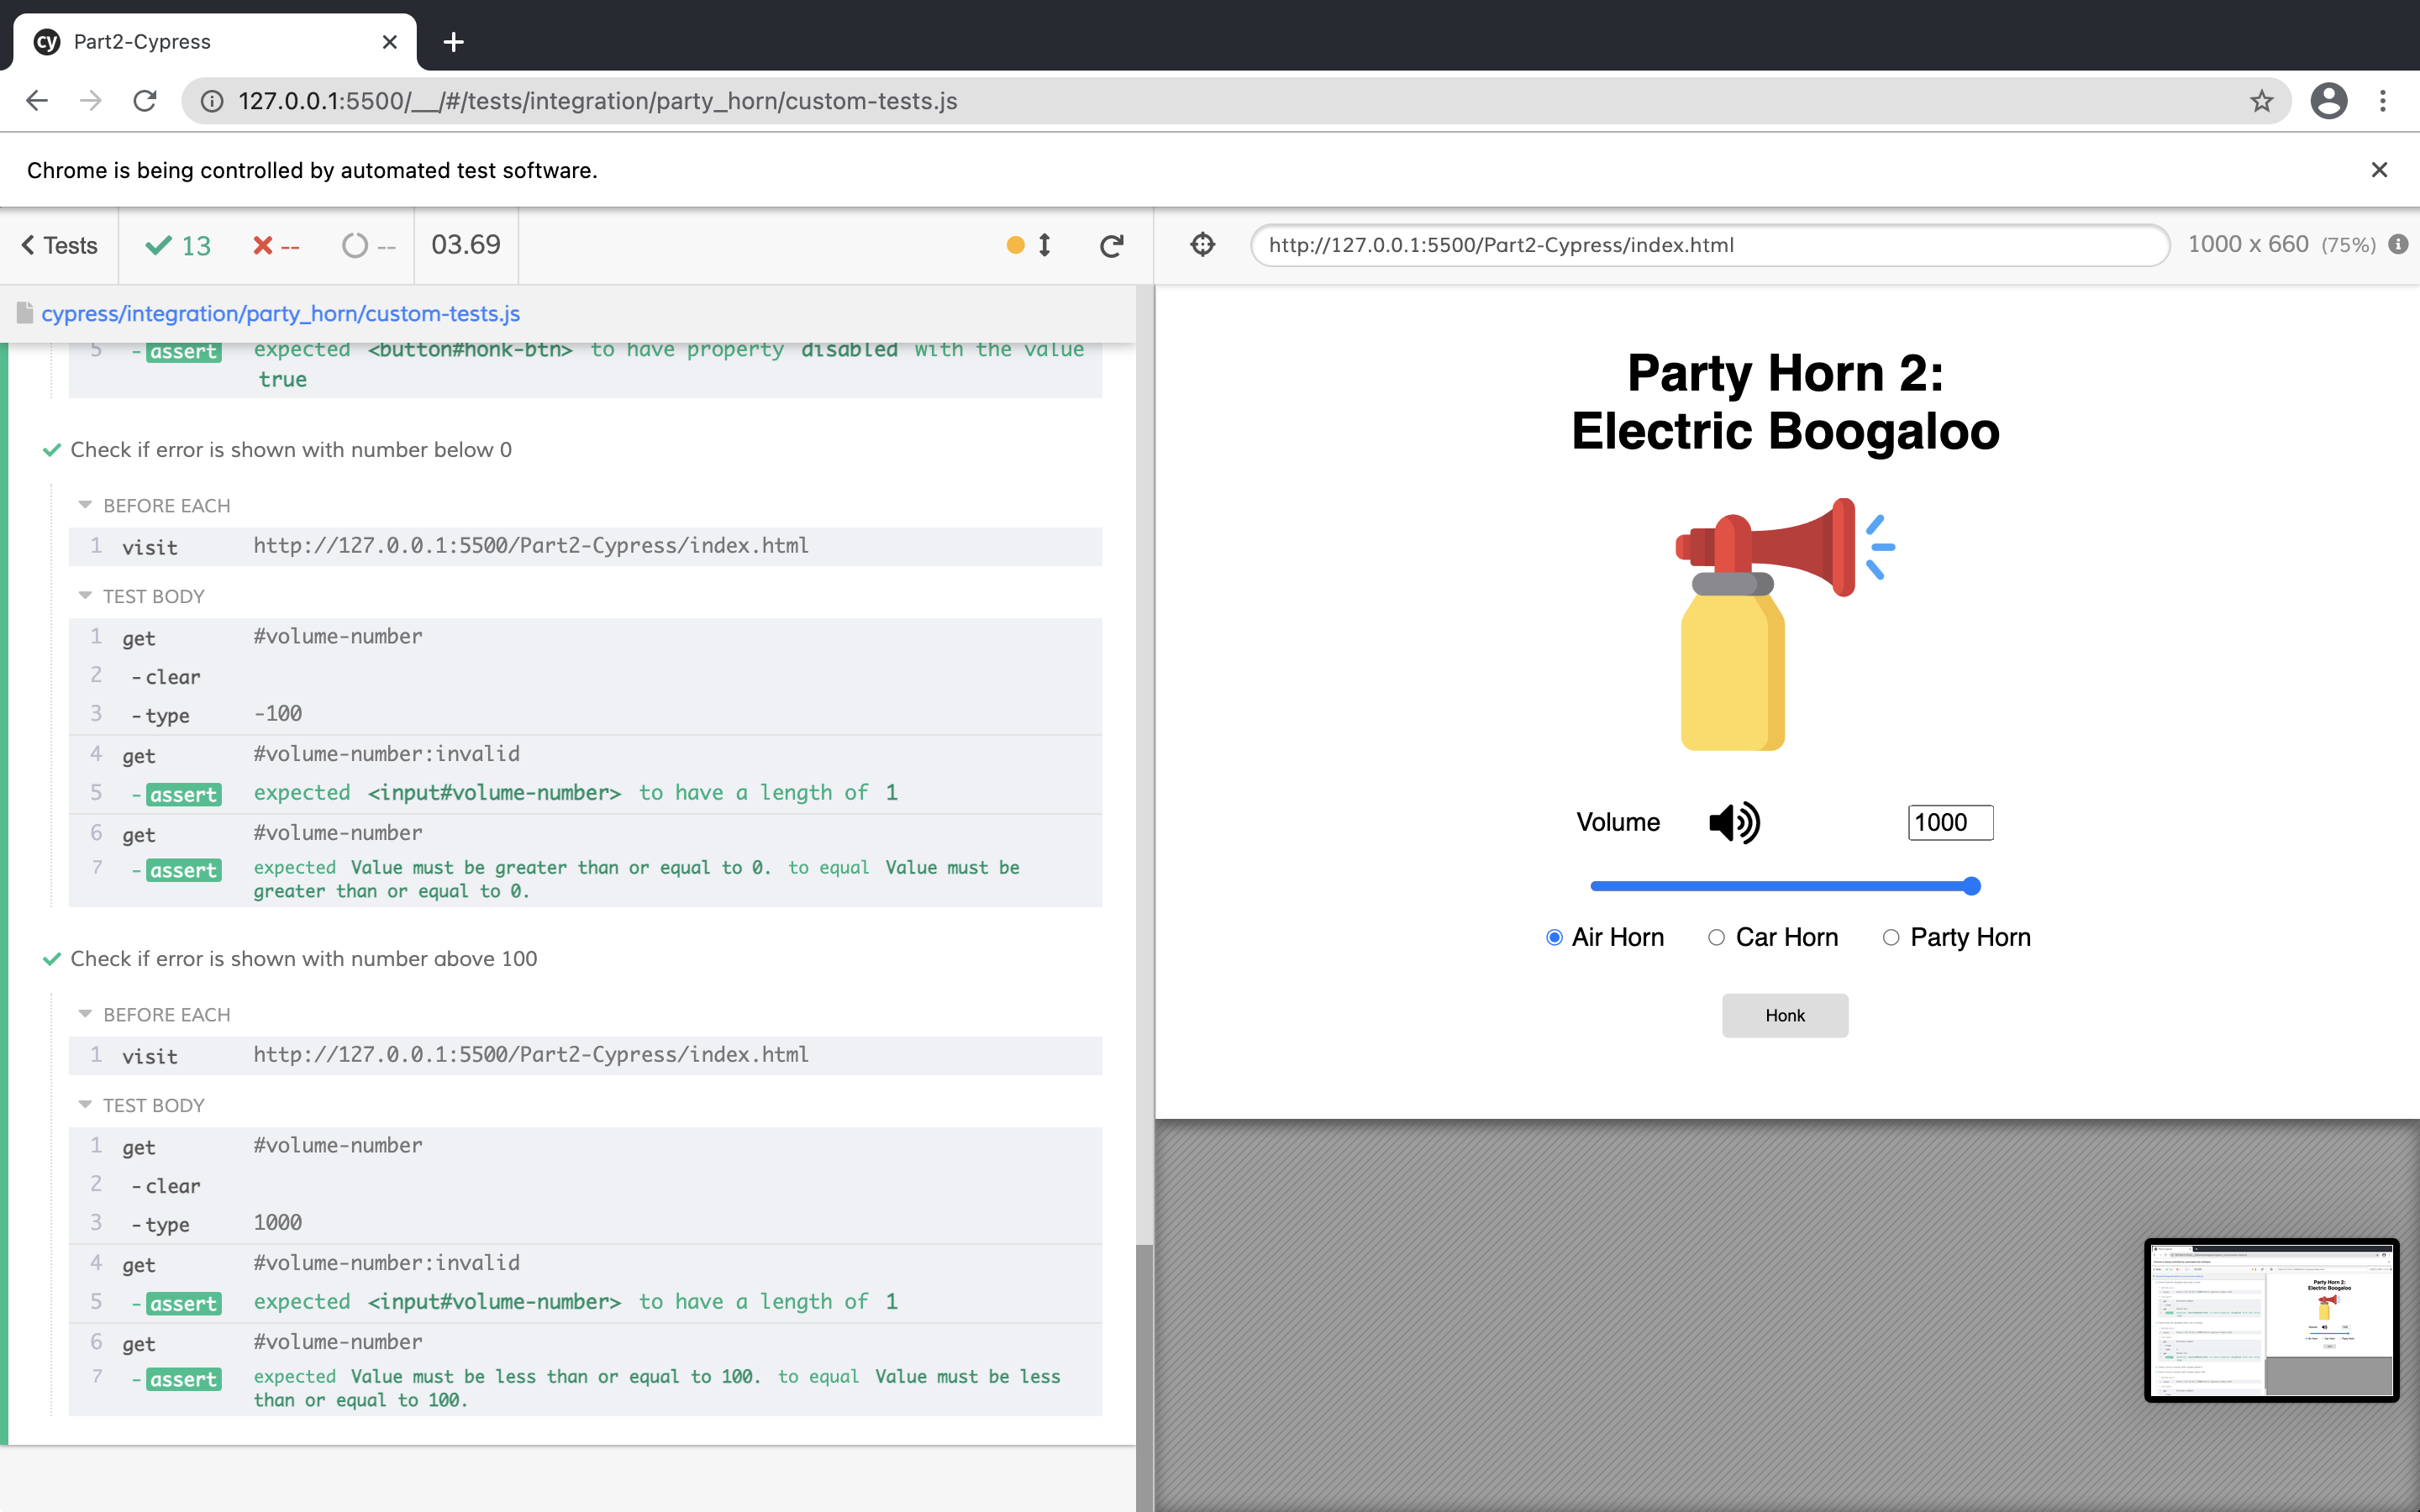 cy Part2-Cypress
127.0.0.1:5500/__/#/tests/integration/party_horn/custom-tests.js
Chrome is being controlled by automated test software.
Tests 13 -- -- 03.69
http://127.0.0.1:5500/Part2-Cypress/index.html 1000 x 660 (75%)
cypress/integration/party_horn/custom-tests.js
5 -assert expected <button#honk-btn> to have property disabled with the value
true
Check if error is shown with number below 0
BEFORE EACH
1 visit http://127.0.0.1:5500/Part2-Cypress/index.html
TEST BODY
1 get #volume-number
2 -clear
3 -type -100
4 get #volume-number:invalid
5 -assert expected <input#volume-number> to have a length of 1
6 get #volume-number
7 -assert expected Value must be greater than or equal to 0. to equal Value must be
greater than or equal to 0.
Check if error is shown with number above 100
BEFORE EACH
1 visit http://127.0.0.1:5500/Part2-Cypress/index.html
TEST BODY
1 get #volume-number
2 -clear
3 -type 1000
4 get #volume-number:invalid
5 -assert expected <input#volume-number> to have a length of 1
6 get #volume-number
7 -assert expected Value must be less than or equal to 100. to equal Value must be less
than or equal to 100.
Party Horn 2:
Electric Boogaloo
Volume 1000
Air Horn Car Horn Party Horn
Honk
Party Horn 2:
Electric Boogaloo